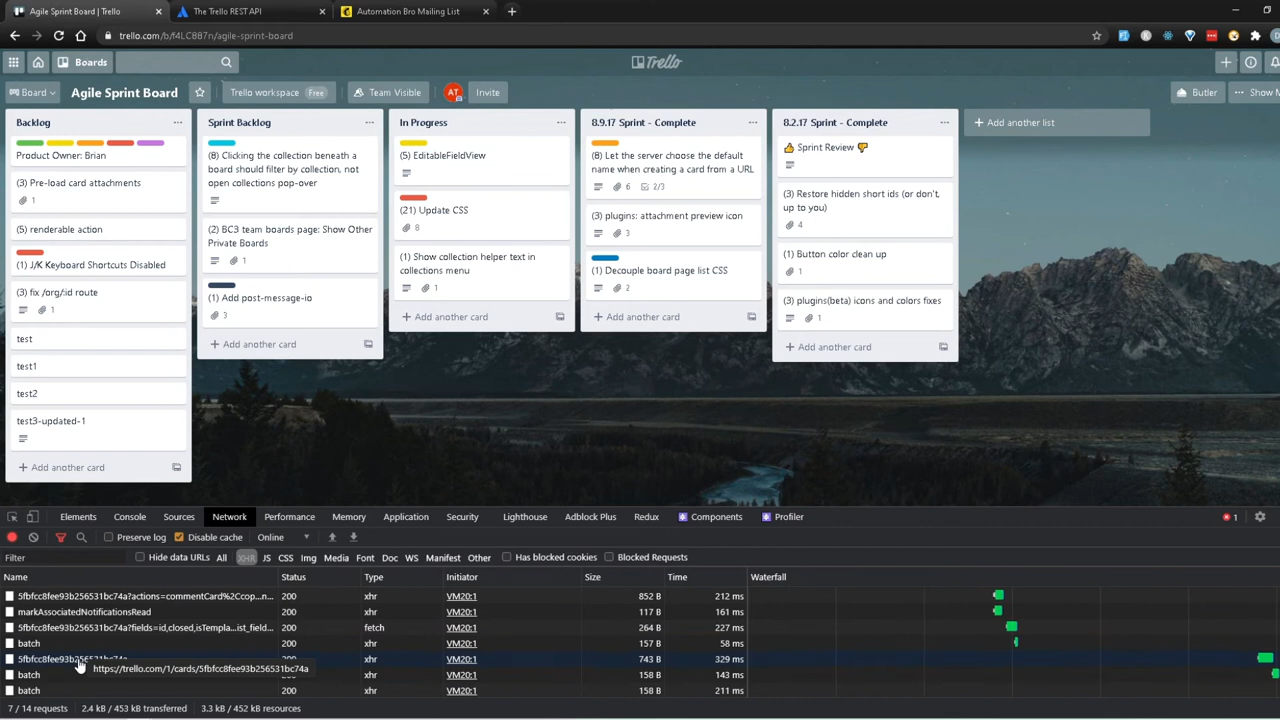 Agile Sprint Board | Trello
The Trello REST API
Automation Bro Mailing List
trello.com/b/f4LC887n/agile-sprint-board
Boards
Trello
Board
Agile Sprint Board
Trello workspace Free
Team Visible
AT
Invite
Butler
Show M
Backlog
Product Owner: Brian
(3) Pre-load card attachments
1
(5) renderable action
(1) J/K Keyboard Shortcuts Disabled
(3) fix /org/id route
1
test
test1
test2
test3-updated-1
Add another card
Sprint Backlog
(8) Clicking the collection beneath a
board should filter by collection, not
open collections pop-over
(2) BC3 team boards page: Show Other
Private Boards
1
(1) Add post-message-io
3
Add another card
In Progress
(5) EditableFieldView
(21) Update CSS
8
(1) Show collection helper text in
collections menu
1
Add another card
8.9.17 Sprint - Complete
(8) Let the server choose the default
name when creating a card from a URL
6 2/3
(3) plugins: attachment preview icon
3
(1) Decouple board page list CSS
2
Add another card
8.2.17 Sprint - Complete
Sprint Review
(3) Restore hidden short ids (or don't,
up to you)
4
(1) Button color clean up
1
(3) plugins(beta) icons and colors fixes
1
Add another card
Add another list
Elements Console Sources Network Performance Memory Application Security Lighthouse Adblock Plus Redux Components Profiler 1
Preserve log Disable cache Online
Filter Hide data URLs All XHR JS CSS Img Media Font Doc WS Manifest Other Has blocked cookies Blocked Requests
Name Status Type Initiator Size Time Waterfall
5fbfcc8fee93b256531bc74a?actions=commentCard%2Ccop...n... 200 xhr VM20:1 852 B 212 ms
markAssociatedNotificationsRead 200 xhr VM20:1 117 B 161 ms
5fbfcc8fee93b256531bc74a?fields=id,closed,isTempla...ist_field... 200 fetch VM20:1 264 B 227 ms
batch 200 xhr VM20:1 157 B 58 ms
5fbfcc8fee93b256531bc74a 200 xhr VM20:1 743 B 329 ms
https://trello.com/1/cards/5fbfcc8fee93b256531bc74a
batch 200 xhr VM20:1 158 B 143 ms
batch 200 xhr VM20:1 158 B 211 ms
7 / 14 requests 2.4 kB / 453 kB transferred 3.3 kB / 452 kB resources